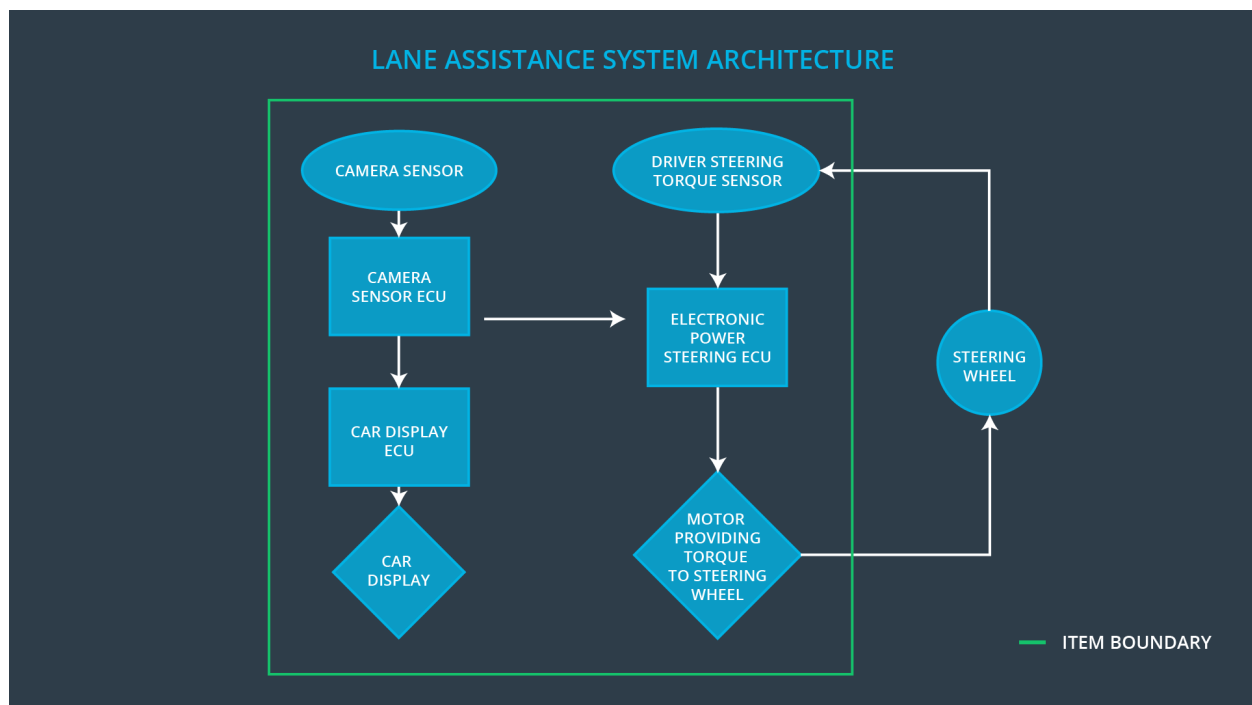 LANE ASSISTANCE SYSTEM ARCHITECTURE
CAMERA SENSOR
CAMERA
SENSOR ECU
CAR DISPLAY
ECU
CAR
DISPLAY
DRIVER STEERING
TORQUE SENSOR
ELECTRONIC
POWER
STEERING ECU
MOTOR
PROVIDING
TORQUE
TO STEERING
WHEEL
STEERING
WHEEL
ITEM BOUNDARY